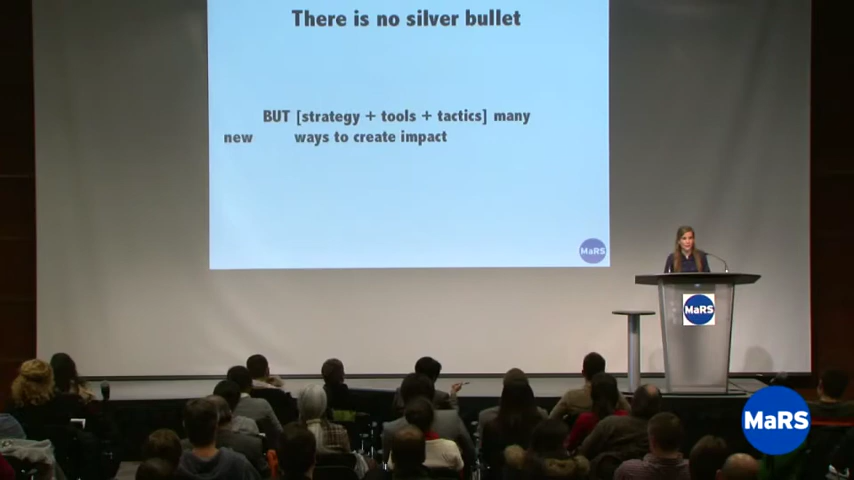 There is no silver bullet
BUT [strategy + tools + tactics] many
new ways to create impact
MaRS
MaRS
MaRS